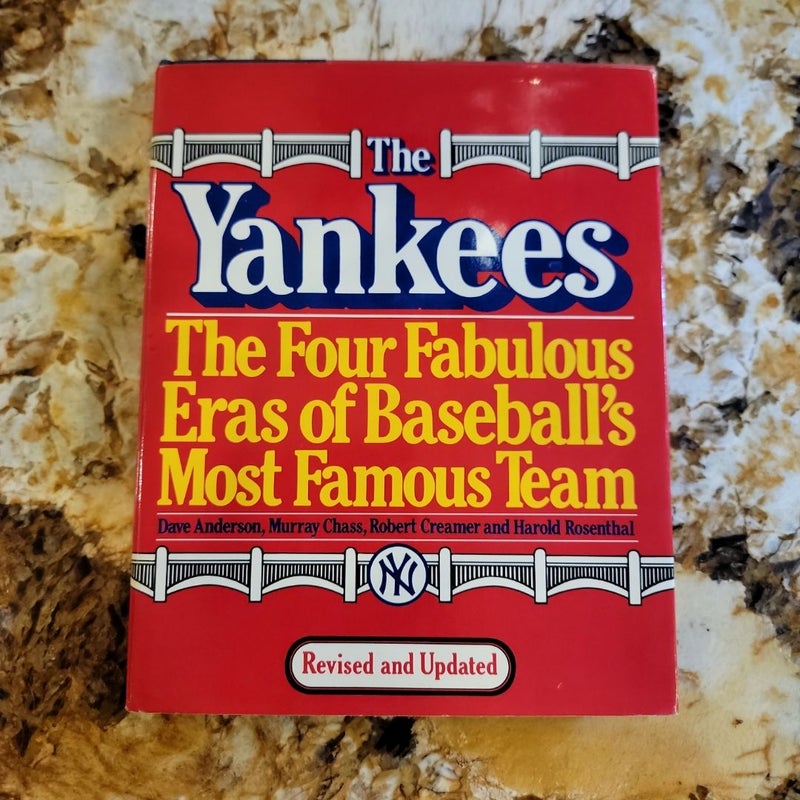 The
Yankees
The Four Fabulous
Eras of Baseball's
Most Famous Team
Dave Anderson, Murray Chass, Robert Creamer and Harold Rosenthal
NY
Revised and Updated